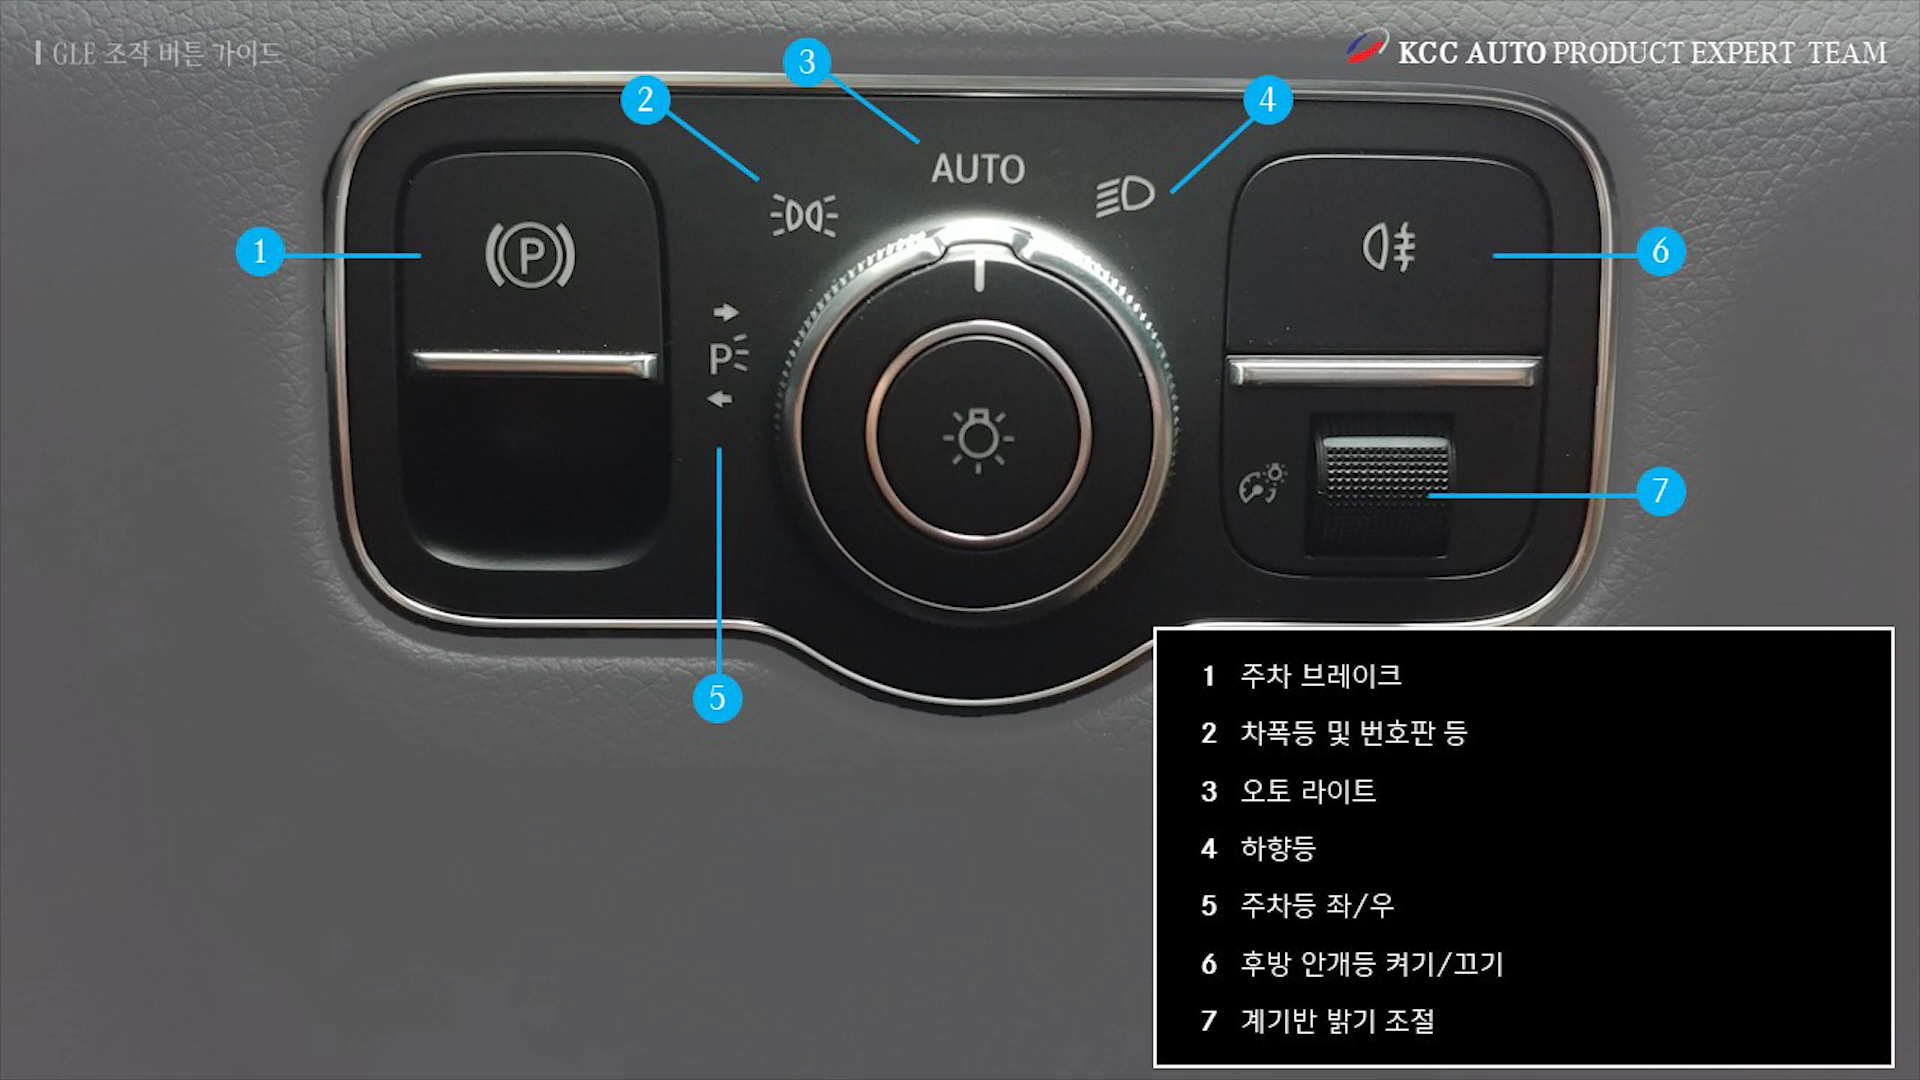 GLE 조작 버튼 가이드
KCC AUTO PRODUCT EXPERT TEAM
3
2
4
AUTO
1
P
6
P
7
5
1 주차 브레이크
2 차폭등 및 번호판 등
3 오토 라이트
4 하향등
5 주차등 좌/우
6 후방 안개등 켜기/끄기
7 계기반 밝기 조절